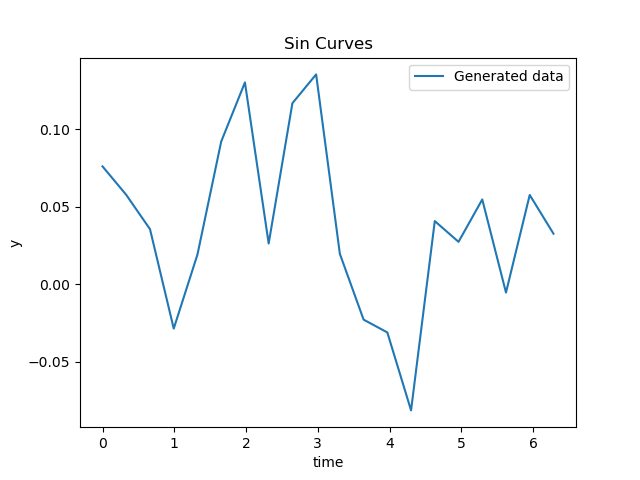 Sin Curves
Generated data
0.10
0.05
0.00
−0.05
y
0 1 2 3 4 5 6
time